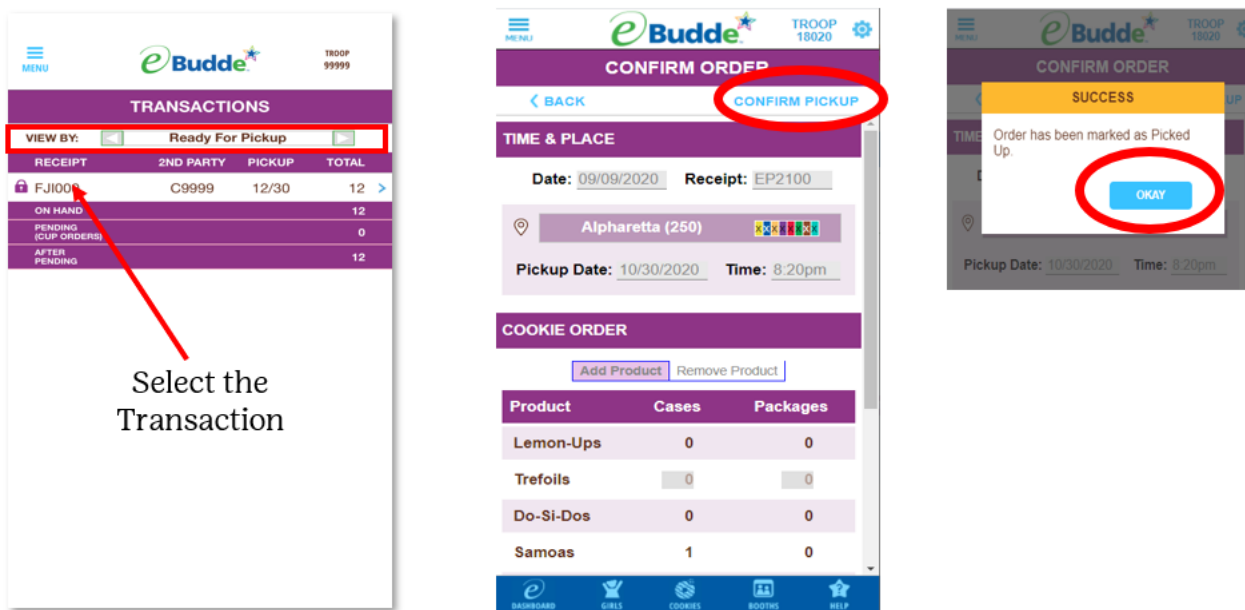 MENU
eBudde
TROOP
99999
TRANSACTIONS
VIEW BY: Ready For Pickup
RECEIPT 2ND PARTY PICKUP TOTAL
C9999 12/30 12 >
ON HAND 12
PENDING
(CUP ORDERS) 0
AFTER
PENDING 12
Select the
Transaction
MENU
eBudde
TROOP
18020
CONFIRM ORDER
< BACK CONFIRM PICKUP
TIME & PLACE
Date: 09/09/2020 Receipt: EP2100
Alpharetta (250) XXXXXXXX
Pickup Date: 10/30/2020 Time: 8:20pm
COOKIE ORDER
Add Product Remove Product
Product Cases Packages
Lemon-Ups 0 0
Trefoils 0 0
Do-Si-Dos 0 0
Samoas 1 0
DASHBOARD GIRLS COOKIES BOOTHS HELP
MENU
eBudde
TROOP
18020
CONFIRM ORDER
SUCCESS
UP
TIME
Order has been marked as Picked
Up.
OKAY
Pickup Date: 10/30/2020 Time: 8:20pm